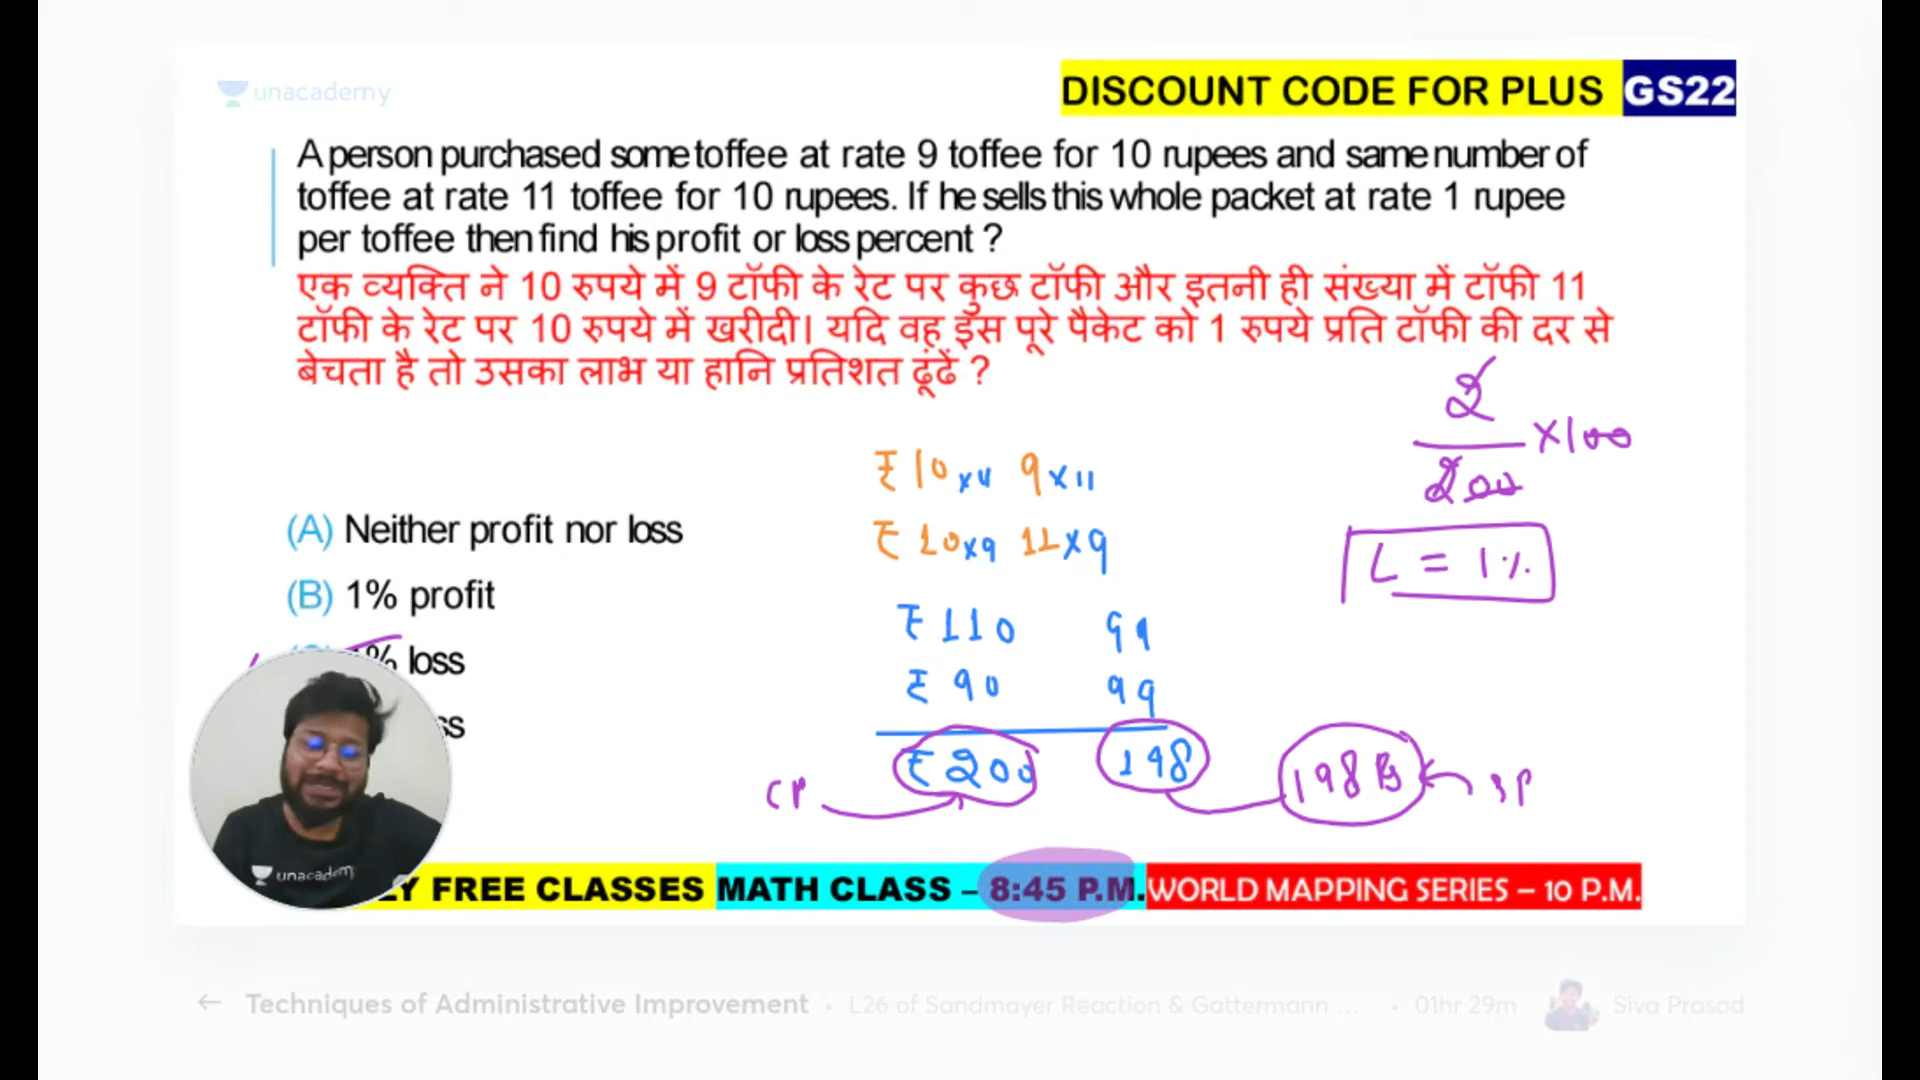 unacademy
DISCOUNT CODE FOR PLUS GS22
A person purchased some toffee at rate 9 toffee for 10 rupees and same number of
toffee at rate 11 toffee for 10 rupees. If he sells this whole packet at rate 1 rupee
per toffee then find his profit or loss percent ?
एक व्यक्ति ने 10 रुपये में 9 टॉफी के रेट पर कुछ टॉफी और इतनी ही संख्या में टॉफी 11
टॉफी के रेट पर 10 रुपये में खरीदी। यदि वह इस पूरे पैकेट को 1 रुपये प्रति टॉफी की दर से
बेचता है तो उसका लाभ या हानि प्रतिशत ढूंढें ?
2
×100
200
L = 1%
₹10×11 9×11
₹10×9 11×9
₹110 99
₹90 99
₹200 198 198 Rs SP
CP
(A) Neither profit nor loss
(B) 1% profit
1% loss
unacademy
FREE CLASSES MATH CLASS – 8:45 P.M. WORLD MAPPING SERIES – 10 P.M.
← Techniques of Administrative Improvement • L26 of Sandmayer Reaction & Gattermann ... • 01hr 29m Siva Prasad